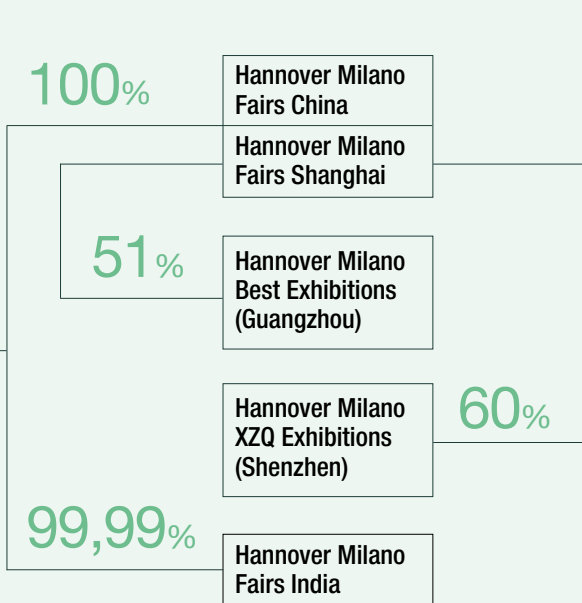 100%
Hannover Milano
Fairs China
Hannover Milano
Fairs Shanghai
51%
Hannover Milano
Best Exhibitions
(Guangzhou)
Hannover Milano
XZQ Exhibitions
(Shenzhen)
60%
99,99%
Hannover Milano
Fairs India